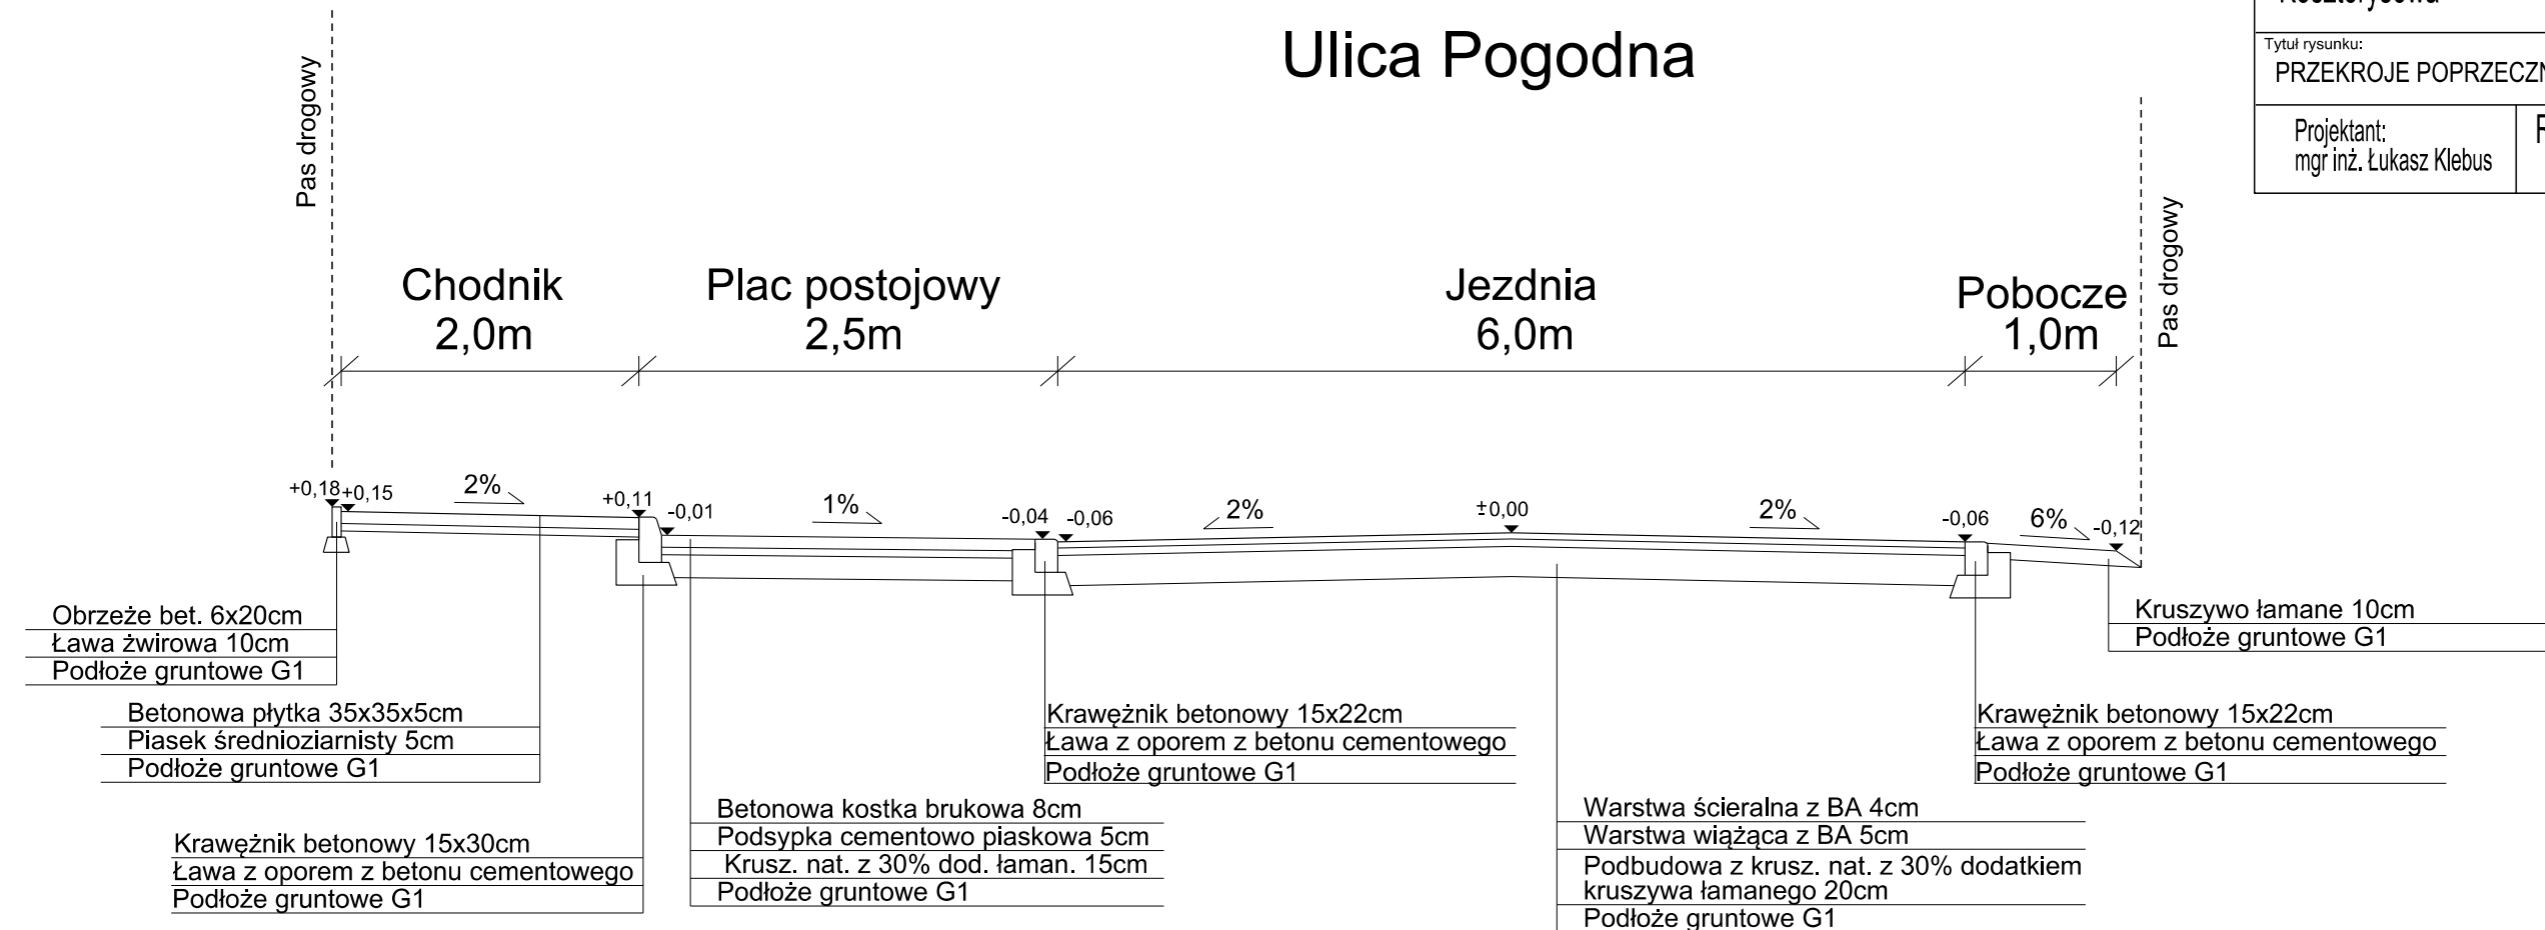 Ulica Pogodna
Tytuł rysunku:
PRZEKROJE POPRZECZN
Projektant:
mgr inż. Łukasz Klebus
Pas drogowy
Pas drogowy
Chodnik
2,0m
Plac postojowy
2,5m
Jezdnia
6,0m
Pobocze
1,0m
+0,18
+0,15
2%
+0,11
-0,01
1%
-0,04
-0,06
2%
±0,00
2%
-0,06
6%
-0,12
Obrzeże bet. 6x20cm
Ława żwirowa 10cm
Podłoże gruntowe G1
Betonowa płytka 35x35x5cm
Piasek średnioziarnisty 5cm
Podłoże gruntowe G1
Krawężnik betonowy 15x30cm
Ława z oporem z betonu cementowego
Podłoże gruntowe G1
Betonowa kostka brukowa 8cm
Podsypka cementowo piaskowa 5cm
Krusz. nat. z 30% dod. łaman. 15cm
Podłoże gruntowe G1
Krawężnik betonowy 15x22cm
Ława z oporem z betonu cementowego
Podłoże gruntowe G1
Warstwa ścieralna z BA 4cm
Warstwa wiążąca z BA 5cm
Podbudowa z krusz. nat. z 30% dodatkiem
kruszywa łamanego 20cm
Podłoże gruntowe G1
Krawężnik betonowy 15x22cm
Ława z oporem z betonu cementowego
Podłoże gruntowe G1
Kruszywo łamane 10cm
Podłoże gruntowe G1